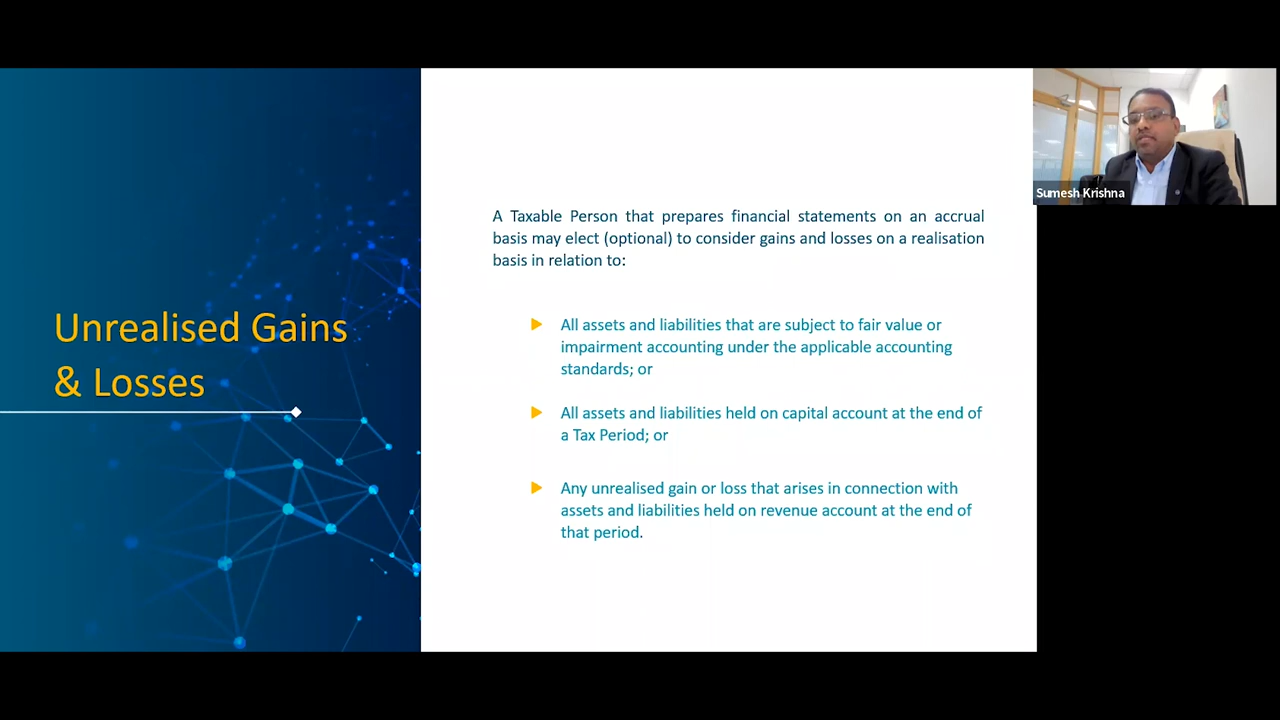 Unrealised Gains
& Losses
A Taxable Person that prepares financial statements on an accrual
basis may elect (optional) to consider gains and losses on a realisation
basis in relation to:
All assets and liabilities that are subject to fair value or
impairment accounting under the applicable accounting
standards; or
All assets and liabilities held on capital account at the end of
a Tax Period; or
Any unrealised gain or loss that arises in connection with
assets and liabilities held on revenue account at the end of
that period.
Sumesh Krishna